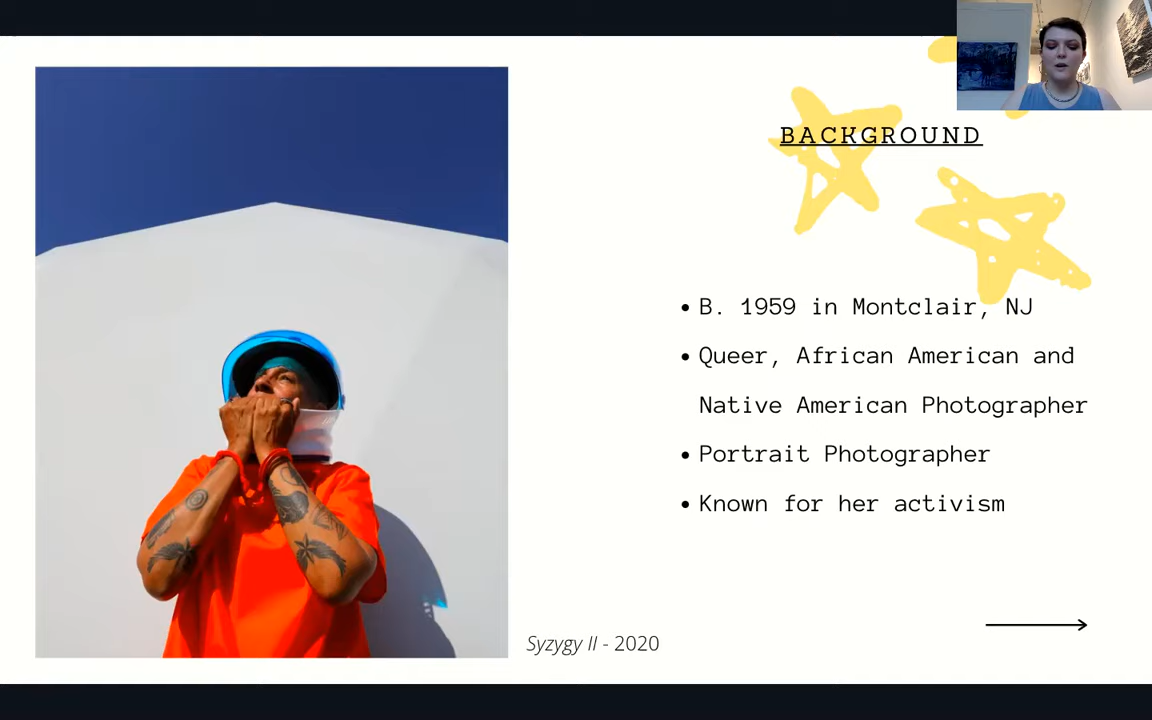 BACKGROUND
• B. 1959 in Montclair, NJ
• Queer, African American and
Native American Photographer
• Portrait Photographer
• Known for her activism
Syzygy II - 2020